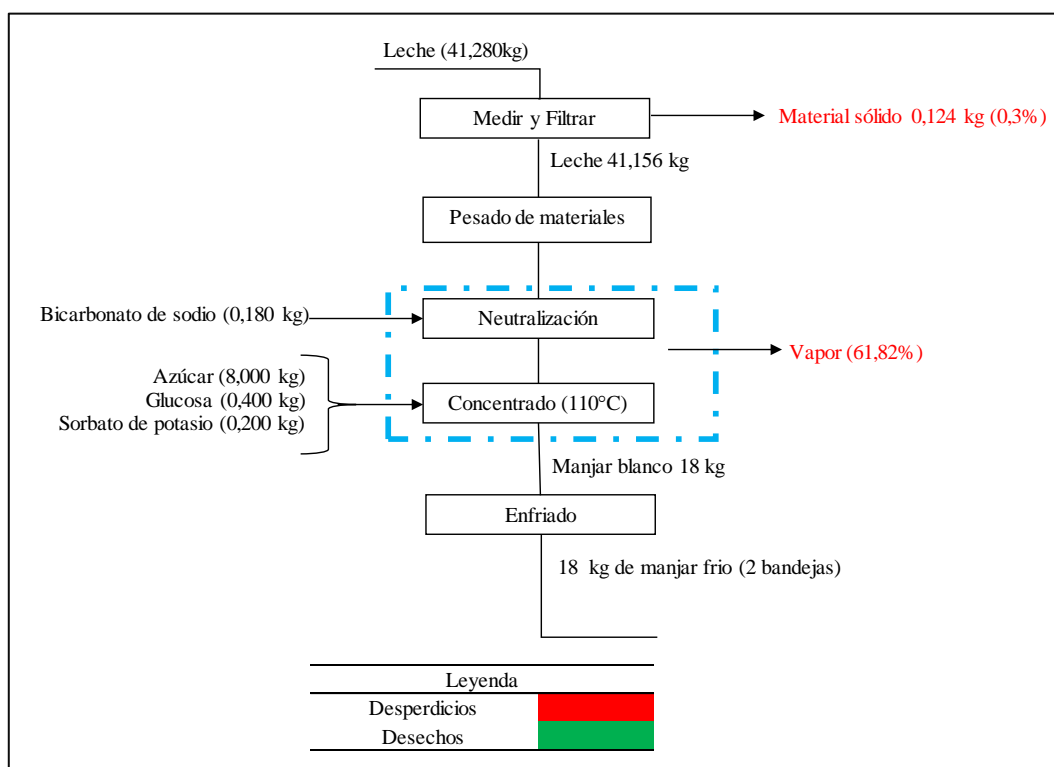 Leche (41,280kg)
Medir y Filtrar
Material sólido 0,124 kg (0,3%)
Leche 41,156 kg
Pesado de materiales
Bicarbonato de sodio (0,180 kg)
Neutralización
Vapor (61,82%)
Azúcar (8,000 kg)
Glucosa (0,400 kg)
Sorbato de potasio (0,200 kg)
Concentrado (110°C)
Manjar blanco 18 kg
Enfriado
18 kg de manjar frio (2 bandejas)
Leyenda
Desperdicios
Desechos